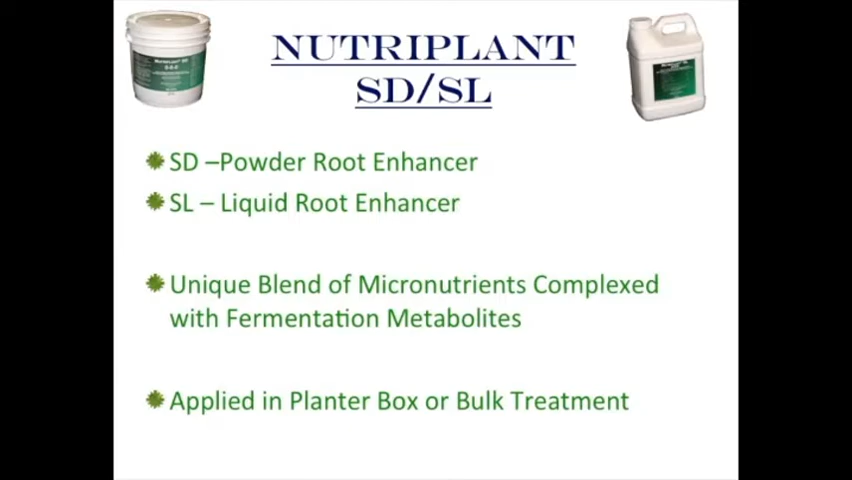 NUTRIPLANT
SD/SL
SD –Powder Root Enhancer
SL – Liquid Root Enhancer
Unique Blend of Micronutrients Complexed
with Fermentation Metabolites
Applied in Planter Box or Bulk Treatment